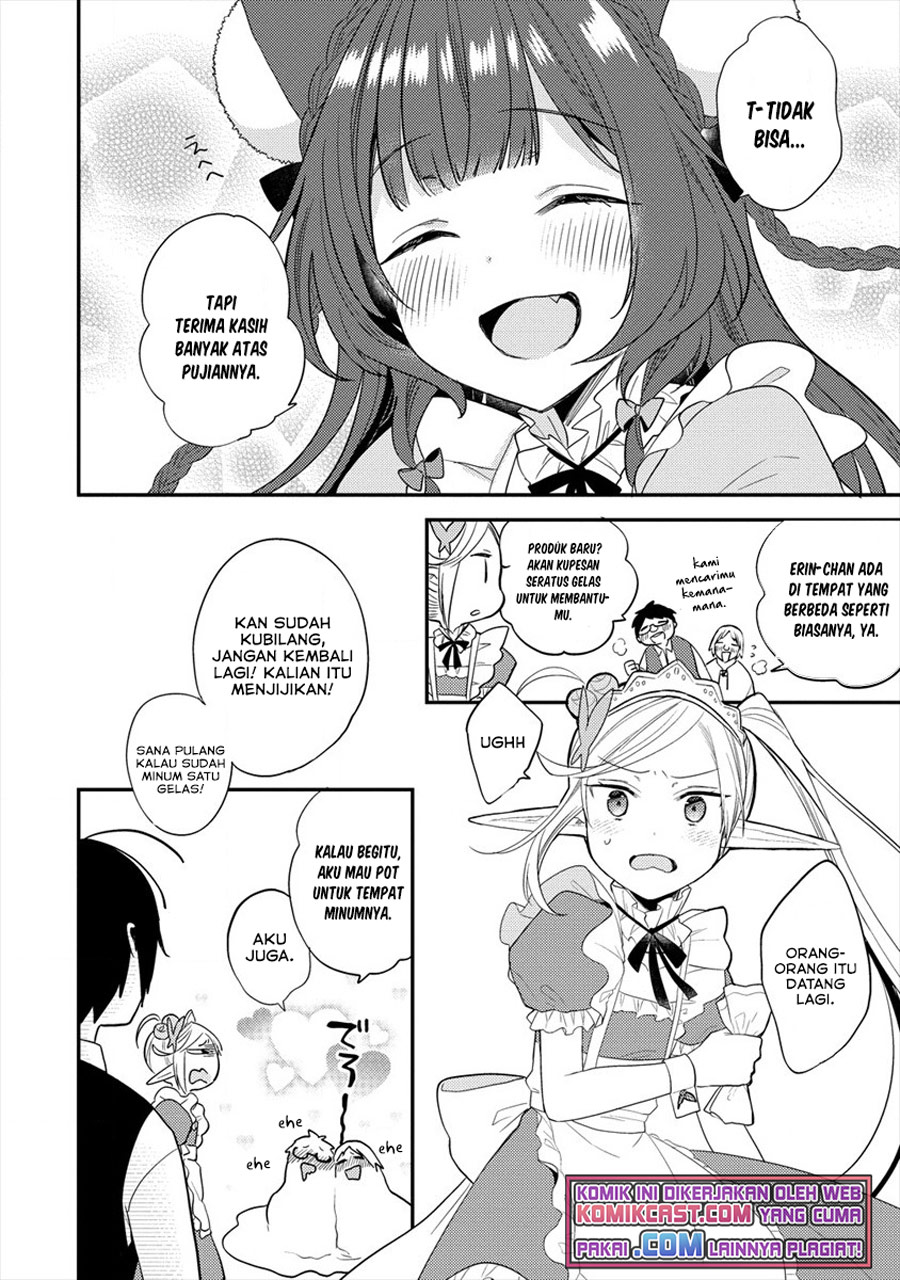 T-TIDAK
BISA...
TAPI
TERIMA KASIH
BANYAK ATAS
PUJIANNYA.
ERIN-CHAN ADA
DI TEMPAT YANG
BERBEDA SEPERTI
BIASANYA, YA.
kami
mencarimu
kemana-
mana.
PRODUK BARU?
AKAN KUPESAN
SERATUS GELAS
UNTUK MEMBANTU-
MU.
UGHH
ORANG-
ORANG ITU
DATANG
LAGI.
KAN SUDAH
KUBILANG,
JANGAN KEMBALI
LAGI! KALIAN ITU
MENJIJIKAN!
SANA PULANG
KALAU SUDAH
MINUM SATU
GELAS!
KALAU BEGITU,
AKU MAU POT
UNTUK TEMPAT
MINUMNYA.
AKU
JUGA.
でへ
ehe
ehe
ehe
KOMIK INI DIKERJAKAN OLEH WEB
KOMIKCAST.COM YANG CUMA
PAKAI .COM LAINNYA PLAGIAT!